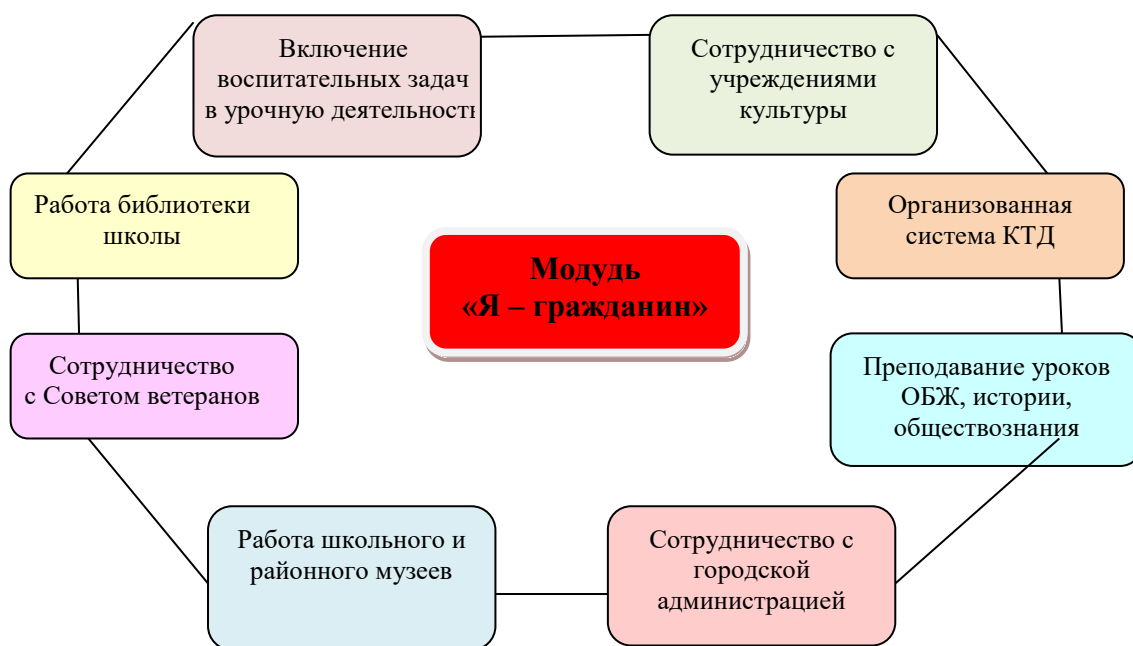 Включение
воспитательных задач
в урочную деятельность
Сотрудничество с
учреждениями
культуры
Работа библиотеки
школы
Организованная
система КТД
Модудь
«Я – гражданин»
Сотрудничество
с Советом ветеранов
Преподавание уроков
ОБЖ, истории,
обществознания
Работа школьного и
районного музеев
Сотрудничество с
городской
администрацией